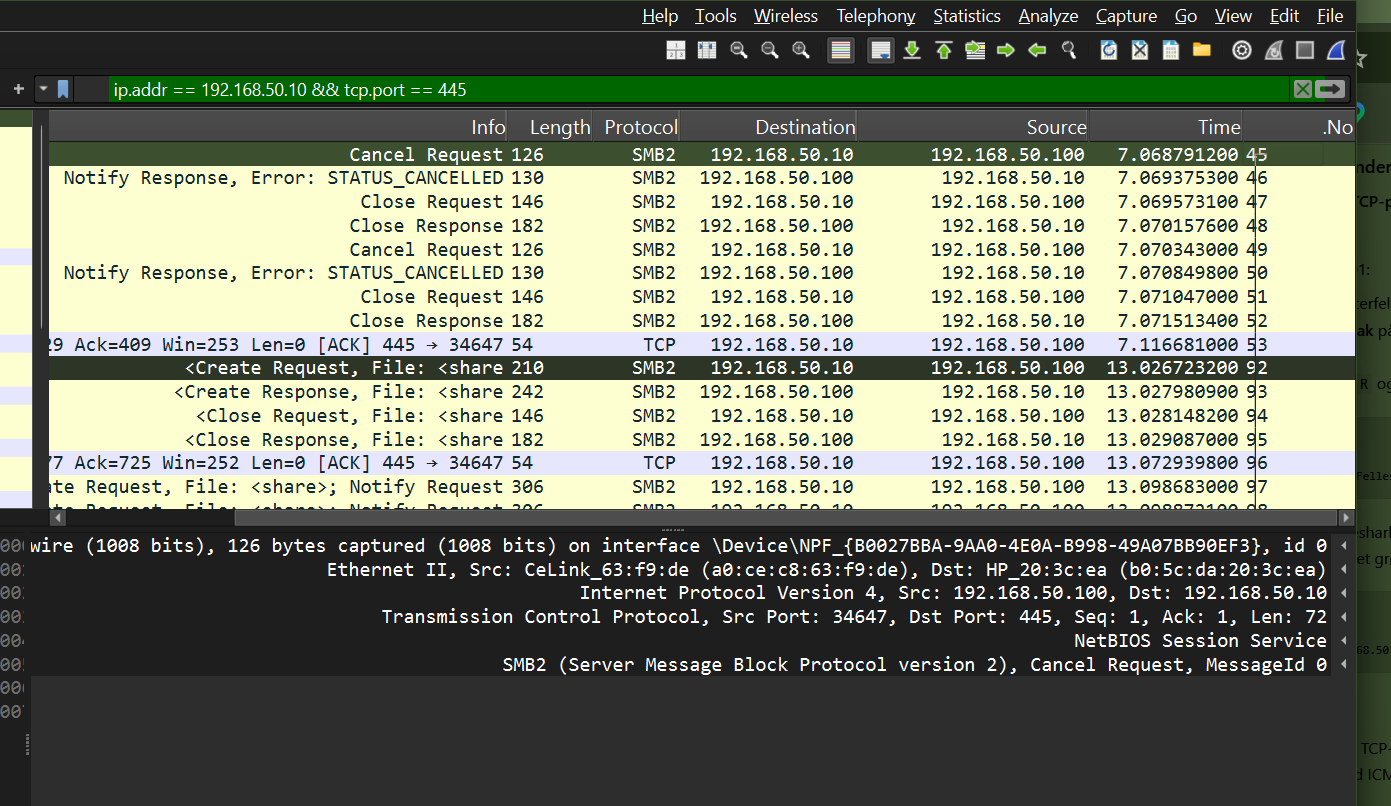 Help Tools Wireless Telephony Statistics Analyze Capture Go View Edit File
ip.addr == 192.168.50.10 && tcp.port == 445
Info Length Protocol Destination Source Time .No
Cancel Request 126 SMB2 192.168.50.10 192.168.50.100 7.068791200 45
Notify Response, Error: STATUS_CANCELLED 130 SMB2 192.168.50.100 192.168.50.10 7.069375300 46
Close Request 146 SMB2 192.168.50.10 192.168.50.100 7.069573100 47
Close Response 182 SMB2 192.168.50.100 192.168.50.10 7.070157600 48
Cancel Request 126 SMB2 192.168.50.10 192.168.50.100 7.070343000 49
Notify Response, Error: STATUS_CANCELLED 130 SMB2 192.168.50.100 192.168.50.10 7.070849800 50
Close Request 146 SMB2 192.168.50.10 192.168.50.100 7.071047000 51
Close Response 182 SMB2 192.168.50.100 192.168.50.10 7.071513400 52
29 Ack=409 Win=253 Len=0 [ACK] 445 → 34647 54 TCP 192.168.50.10 192.168.50.100 7.116681000 53
<Create Request, File: <share 210 SMB2 192.168.50.10 192.168.50.100 13.026723200 92
<Create Response, File: <share 242 SMB2 192.168.50.100 192.168.50.10 13.027980900 93
<Close Request, File: <share 146 SMB2 192.168.50.10 192.168.50.100 13.028148200 94
<Close Response, File: <share 182 SMB2 192.168.50.100 192.168.50.10 13.029087000 95
77 Ack=725 Win=252 Len=0 [ACK] 445 → 34647 54 TCP 192.168.50.10 192.168.50.100 13.072939800 96
ate Request, File: <share>; Notify Request 306 SMB2 192.168.50.10 192.168.50.100 13.098683000 97
wire (1008 bits), 126 bytes captured (1008 bits) on interface \Device\NPF_{B0027BBA-9AA0-4E0A-B998-49A07BB90EF3}, id 0
Ethernet II, Src: CeLink_63:f9:de (a0:ce:c8:63:f9:de), Dst: HP_20:3c:ea (b0:5c:da:20:3c:ea)
Internet Protocol Version 4, Src: 192.168.50.100, Dst: 192.168.50.10
Transmission Control Protocol, Src Port: 34647, Dst Port: 445, Seq: 1, Ack: 1, Len: 72
NetBIOS Session Service
SMB2 (Server Message Block Protocol version 2), Cancel Request, MessageId 0